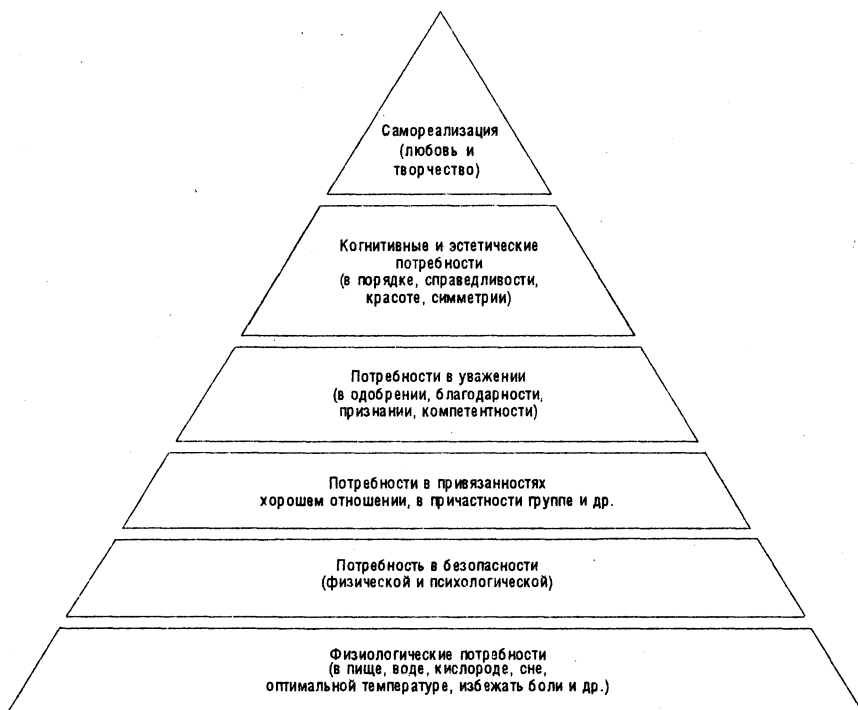 Самореализация
(любовь и
творчество)
Когнитивные и эстетические
потребности
(в порядке, справедливости,
красоте, симметрии)
Потребности в уважении
(в одобрении, благодарности,
признании, компетентности)
Потребности в привязанностях
хорошем отношении, в причастности группе и др.
Потребность в безопасности
(физической и психологической)
Физиологические потребности
(в пище, воде, кислороде, сне,
оптимальной температуре, избежать боли и др.)